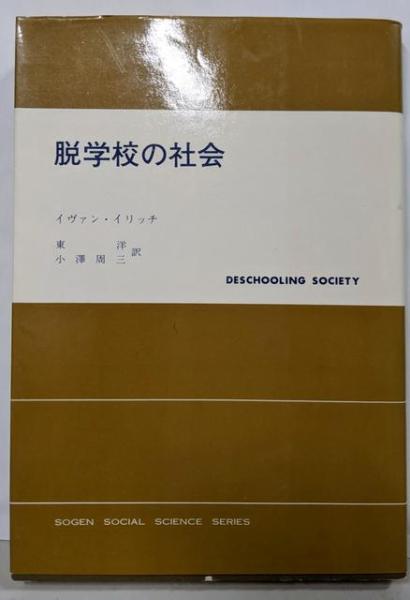 脱学校の社会
イヴァン・イリッチ
東 洋
小澤周三 訳
DESCHOOLING SOCIETY
SOGEN SOCIAL SCIENCE SERIES